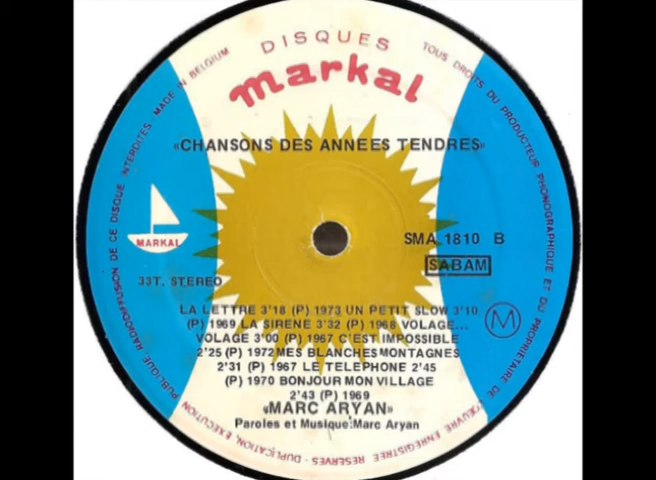 DISQUES
markal
«CHANSONS DES ANNEES TENDRES»
SMA 1810 B
SABAM
MARKAL
33T. STEREO
LA LETTRE 3'18 (P) 1973 UN PETIT SLOW 3'10
(P) 1969 LA SIRENE 3'32 (P) 1968 VOLAGE...
VOLAGE 3'00 (P) 1967 C'EST IMPOSSIBLE
2'25 (P) 1972 MES BLANCHES MONTAGNES
2'31 (P) 1967 LE TELEPHONE 2'45
(P) 1970 BONJOUR MON VILLAGE
2'43 (P) 1969
M
«MARC ARYAN»
Paroles et Musique: Marc Aryan
TOUS DROITS DU PRODUCTEUR PHONOGRAPHIQUE ET DU PROPRIETAIRE DE L'ŒUVRE ENREGISTREE RESERVES - DUPLICATION, EXECUTION PUBLIQUE, RADIODIFFUSION DE CE DISQUE INTERDITES MADE IN BELGIUM